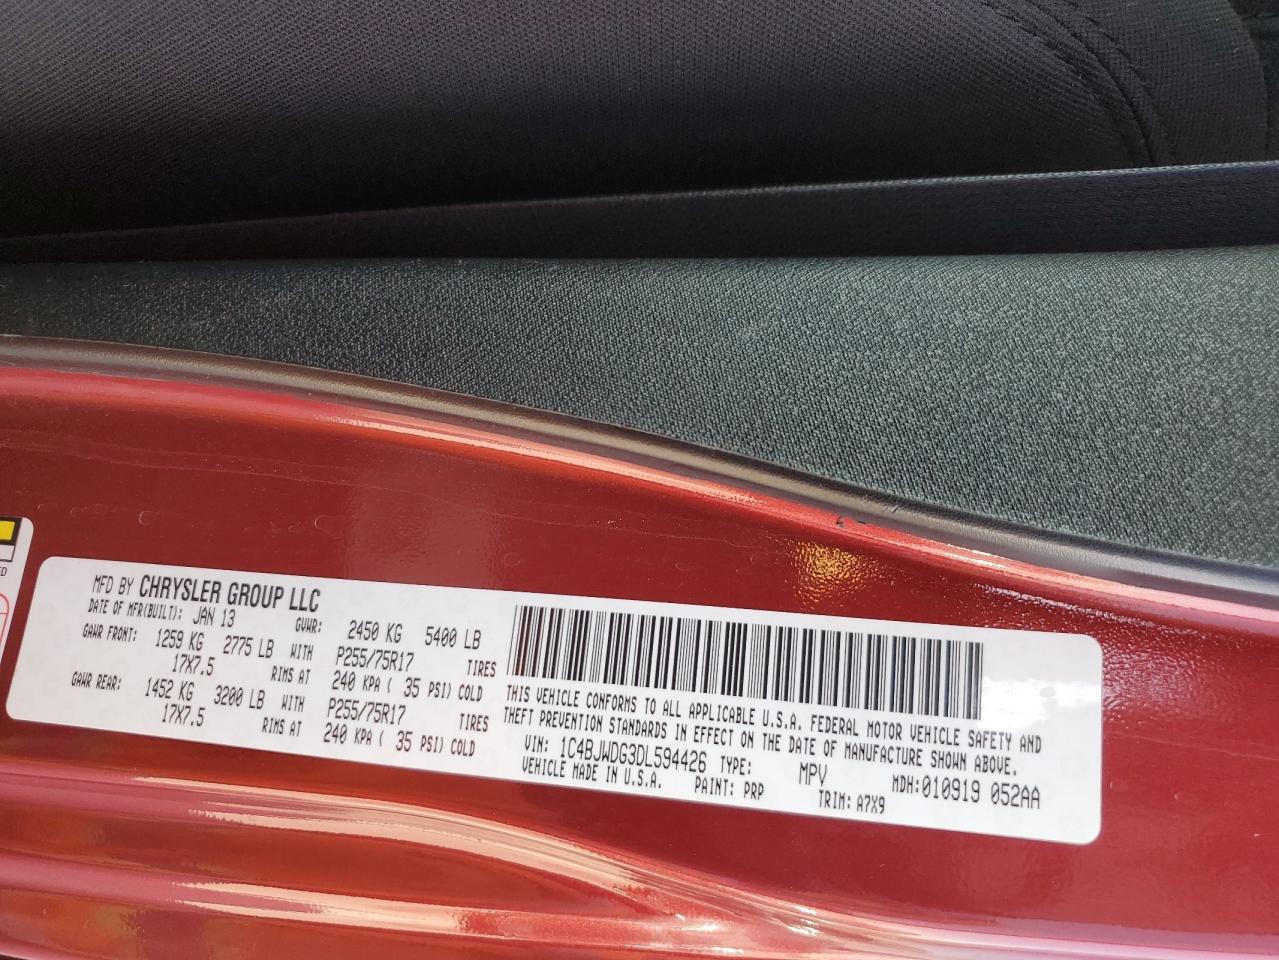 ED
MFD BY CHRYSLER GROUP LLC
DATE OF MFR(BUILT): JAN 13 GVWR: 2450 KG 5400 LB
GAWR FRONT: 1259 KG 2775 LB WITH P255/75R17 TIRES
17X7.5 RIMS AT 240 KPA ( 35 PSI) COLD
GAWR REAR: 1452 KG 3200 LB WITH P255/75R17 TIRES
17X7.5 RIMS AT 240 KPA ( 35 PSI) COLD
THIS VEHICLE CONFORMS TO ALL APPLICABLE U.S.A. FEDERAL MOTOR VEHICLE SAFETY AND
THEFT PREVENTION STANDARDS IN EFFECT ON THE DATE OF MANUFACTURE SHOWN ABOVE.
VIN: 1C4BJWDG3DL594426 TYPE: MPV MDH:010919 052AA
VEHICLE MADE IN U.S.A. PAINT: PRP TRIM: A7X9